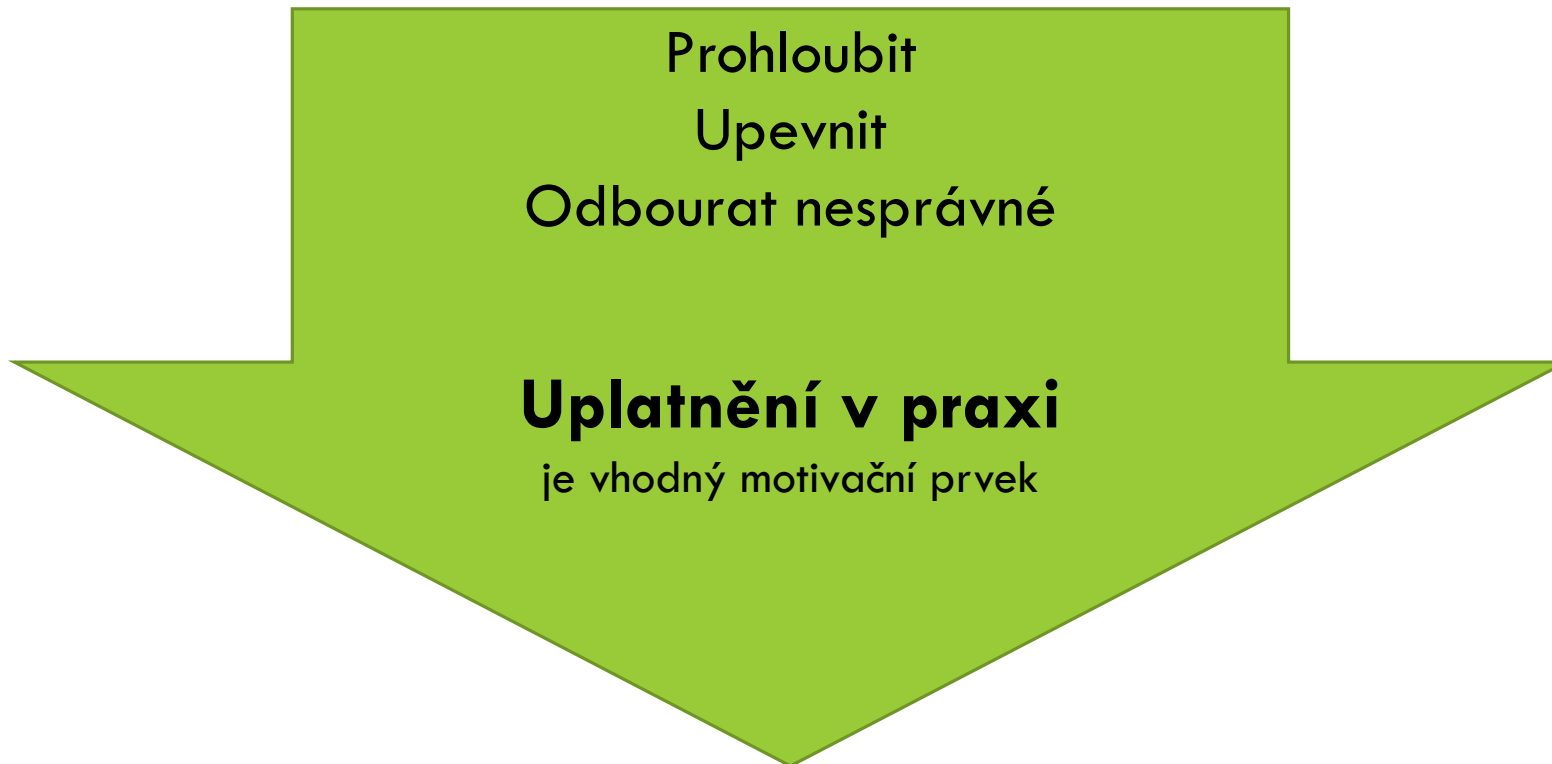 Prohloubit
Upevnit
Odbourat nesprávné
Uplatnění v praxi
je vhodný motivační prvek